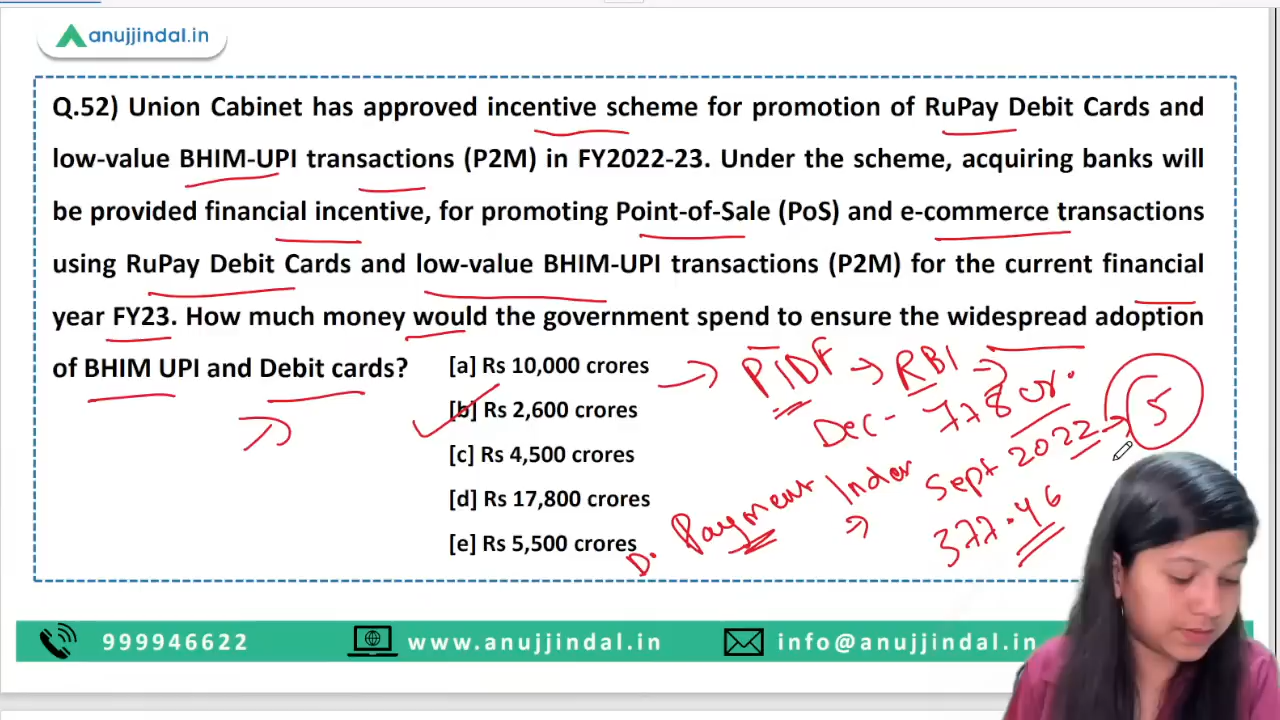 anujjindal.in
Q.52) Union Cabinet has approved incentive scheme for promotion of RuPay Debit Cards and
low-value BHIM-UPI transactions (P2M) in FY2022-23. Under the scheme, acquiring banks will
be provided financial incentive, for promoting Point-of-Sale (PoS) and e-commerce transactions
using RuPay Debit Cards and low-value BHIM-UPI transactions (P2M) for the current financial
year FY23. How much money would the government spend to ensure the widespread adoption
of BHIM UPI and Debit cards?
[a] Rs 10,000 crores
[b] Rs 2,600 crores
[c] Rs 4,500 crores
[d] Rs 17,800 crores
[e] Rs 5,500 crores
PIDF → RBI →
Dec - 778 cr.
Sept 2022 → 5
D. Payment Index
377.46
999946622
www.anujjindal.in
info@anujjindal.in